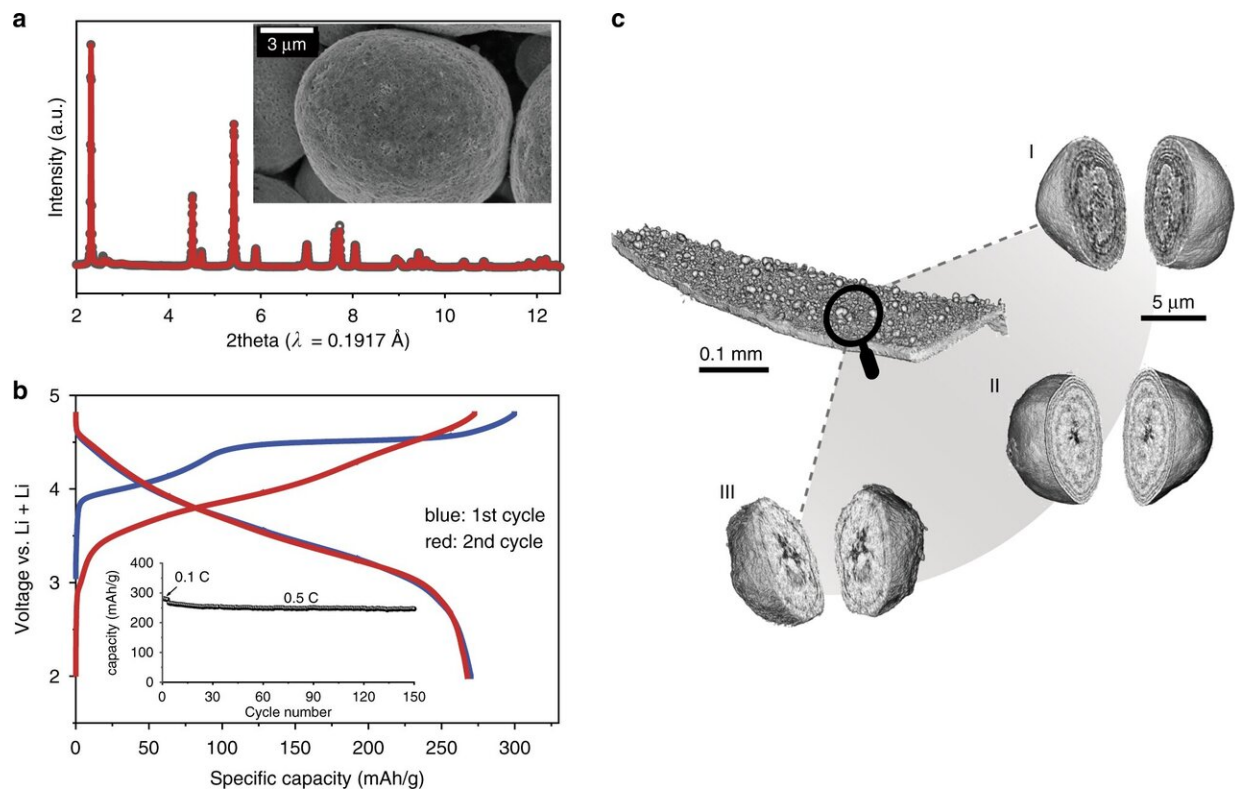 a
3 μm
Intensity (a.u.)
2 4 6 8 10 12
2theta (λ = 0.1917 Å)
b
5
4
3
2
Voltage vs. Li + Li
blue: 1st cycle
red: 2nd cycle
400
300
200
100
0
capacity (mAh/g)
0.1 C
0.5 C
0 30 60 90 120 150
Cycle number
0 50 100 150 200 250 300
Specific capacity (mAh/g)
c
I
5 μm
0.1 mm
II
III